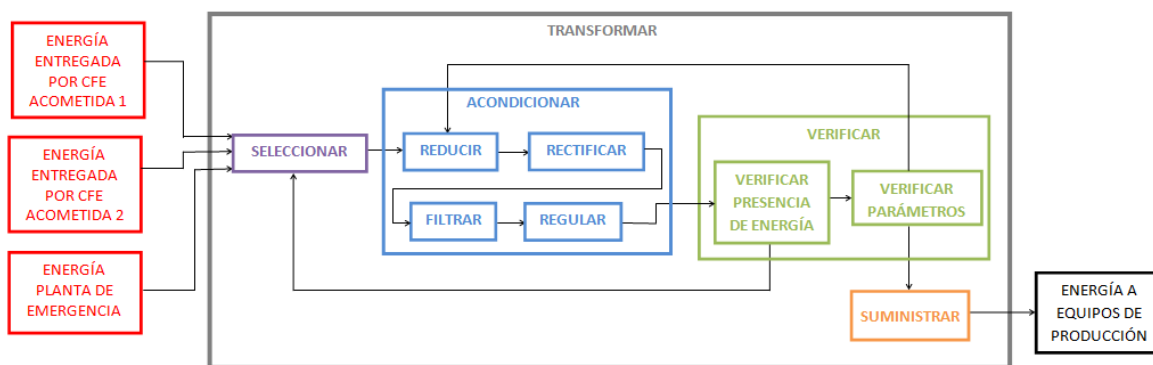 TRANSFORMAR
ENERGÍA
ENTREGADA
POR CFE
ACOMETIDA 1
ENERGÍA
ENTREGADA
POR CFE
ACOMETIDA 2
ENERGÍA
PLANTA DE
EMERGENCIA
SELECCIONAR
ACONDICIONAR
REDUCIR
RECTIFICAR
FILTRAR
REGULAR
VERIFICAR
VERIFICAR
PRESENCIA
DE ENERGÍA
VERIFICAR
PARÁMETROS
SUMINISTRAR
ENERGÍA A
EQUIPOS DE
PRODUCCIÓN